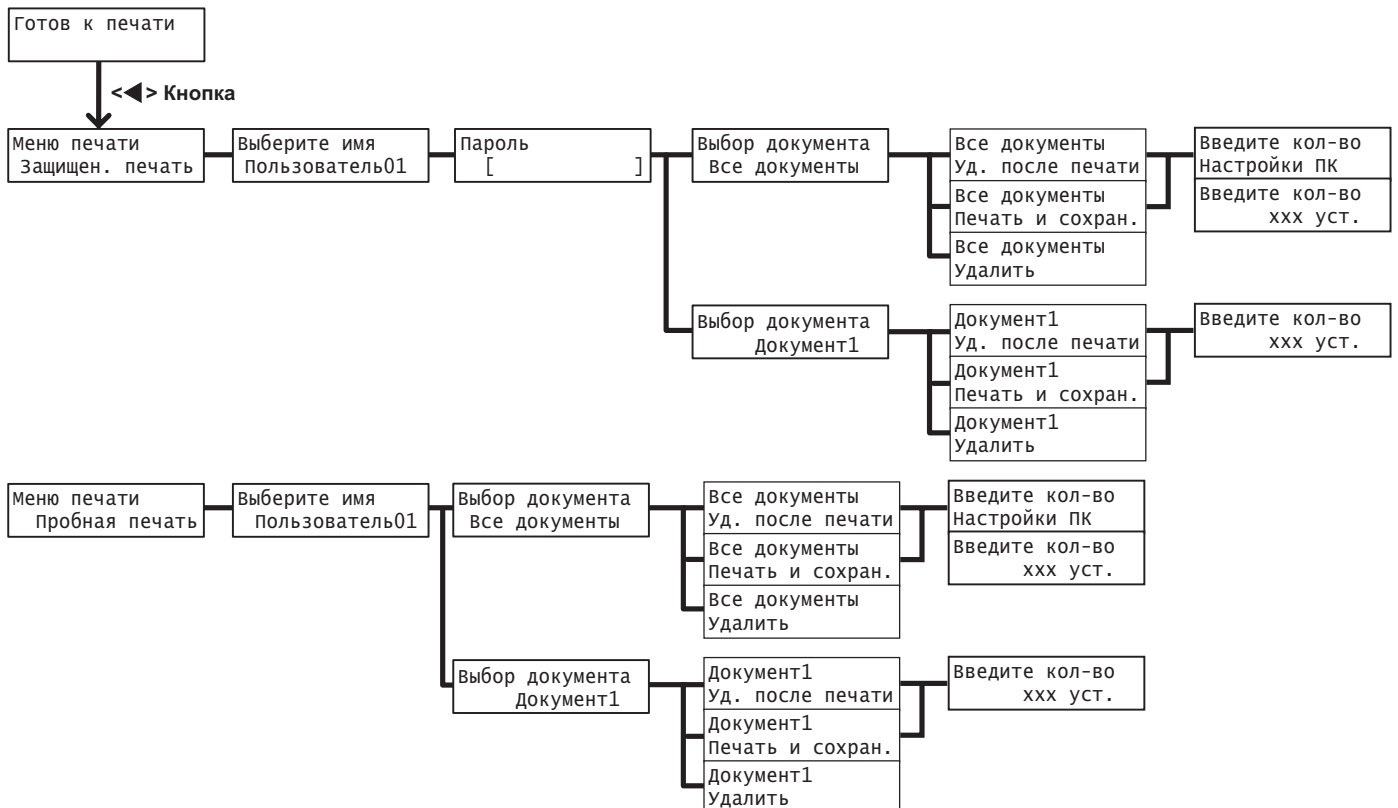 Готов к печати
<◀> Кнопка
Меню печати
Защищен. печать
Выберите имя
Пользователь01
Пароль
[ ]
Выбор документа
Все документы
Все документы
Уд. после печати
Все документы
Печать и сохран.
Все документы
Удалить
Введите кол-во
Настройки ПК
Введите кол-во
xxx уст.
Выбор документа
Документ1
Документ1
Уд. после печати
Документ1
Печать и сохран.
Документ1
Удалить
Введите кол-во
xxx уст.
Меню печати
Пробная печать
Выберите имя
Пользователь01
Выбор документа
Все документы
Все документы
Уд. после печати
Все документы
Печать и сохран.
Все документы
Удалить
Введите кол-во
Настройки ПК
Введите кол-во
xxx уст.
Выбор документа
Документ1
Документ1
Уд. после печати
Документ1
Печать и сохран.
Документ1
Удалить
Введите кол-во
xxx уст.